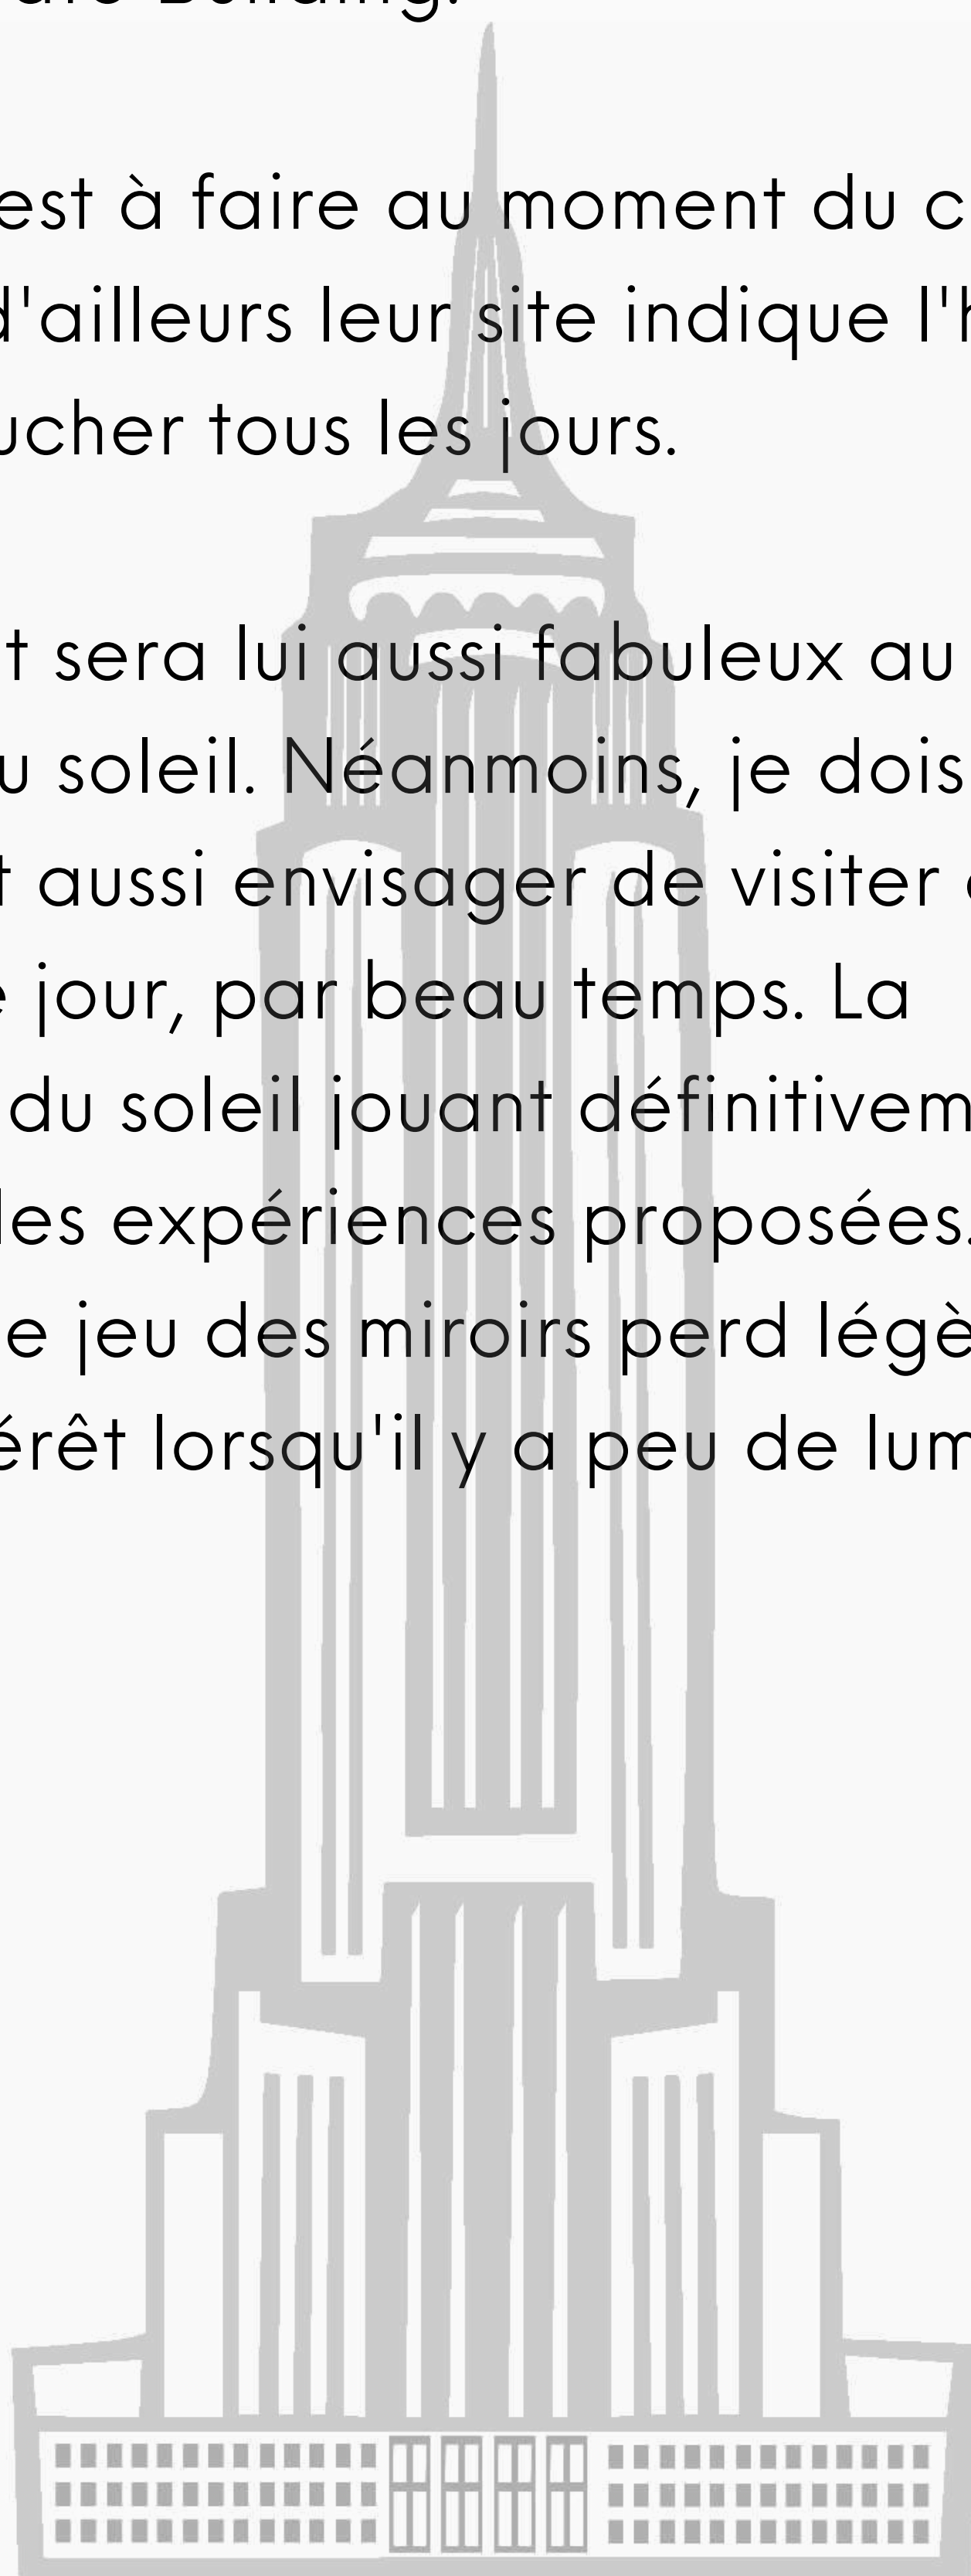 Building.
est à faire au moment du c
d'ailleurs leur site indique l'h
ucher tous les jours.
t sera lui aussi fabuleux au
u soleil. Néanmoins, je dois
t aussi envisager de visiter
e jour, par beau temps. La
du soleil jouant définitivem
les expériences proposées.
e jeu des miroirs perd légè
érêt lorsqu'il y a peu de lum